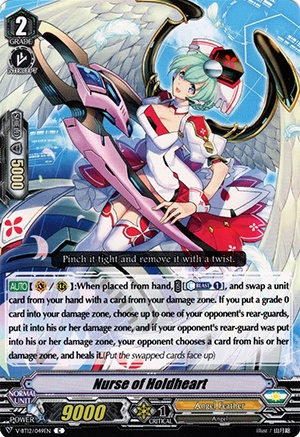 2
GRADE
INTERCEPT
5000
Pinch it tight and remove it with a twist.
AUTO :When placed from hand, BLAST 1, and swap a unit
card from your hand with a card from your damage zone. If you put a grade
0 card into your damage zone, choose up to one of your opponent's rear-guards,
put it into his or her damage zone, and if your opponent's rear-guard was put
into his or her damage zone, your opponent chooses a card from his or her
damage zone, and heals it. (Put the swapped cards face up)
Nurse of Holdheart
NORMAL
UNIT
POWER
9000
1
CRITICAL
Angel Feather
Angel
V-BT12/049EN C
Illust / 山月総